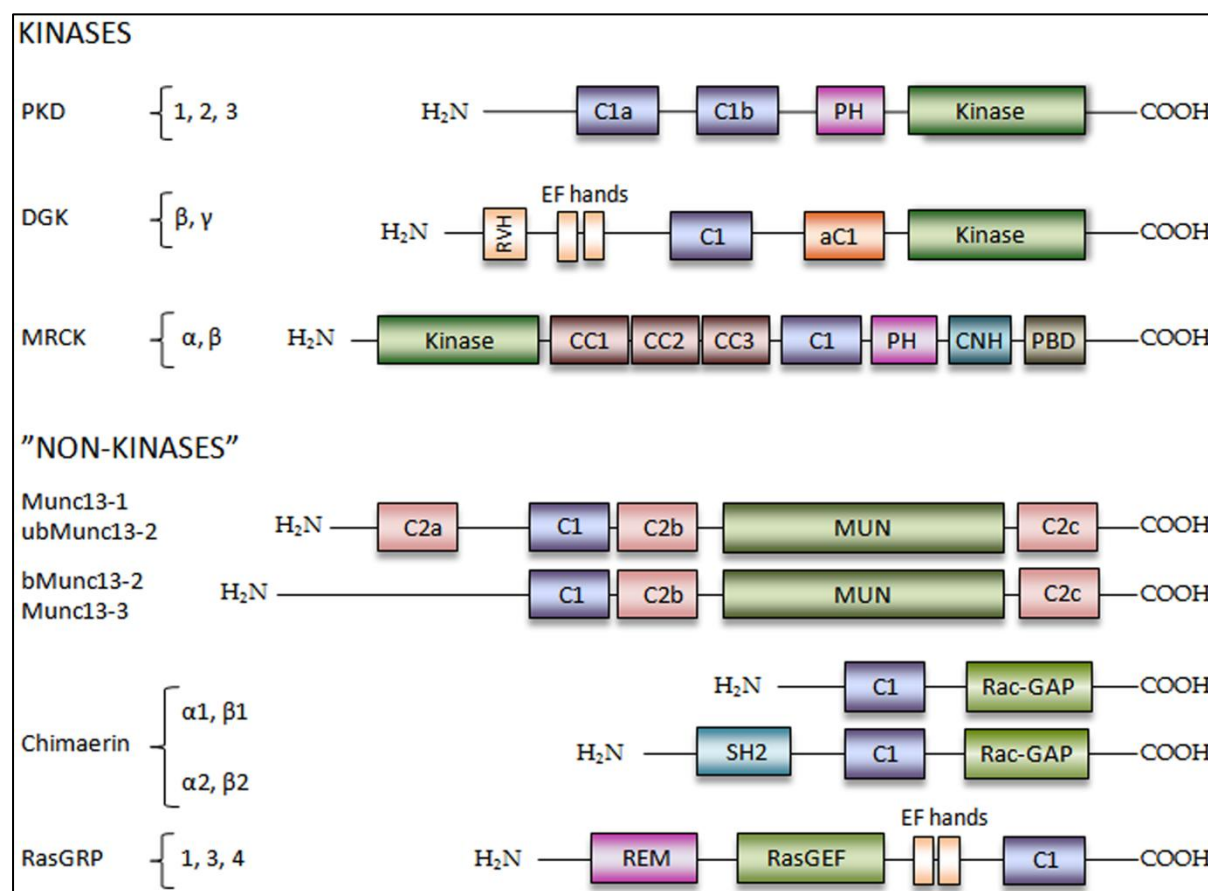 KINASES
PKD 1, 2, 3 H₂N C1a C1b PH Kinase COOH
EF hands
DGK β, γ H₂N RVH C1 aC1 Kinase COOH
MRCK α, β H₂N Kinase CC1 CC2 CC3 C1 PH CNH PBD COOH
”NON-KINASES”
Munc13-1
ubMunc13-2 H₂N C2a C1 C2b MUN C2c COOH
bMunc13-2
Munc13-3 H₂N C1 C2b MUN C2c COOH
Chimaerin
α1, β1 H₂N C1 Rac-GAP COOH
α2, β2 H₂N SH2 C1 Rac-GAP COOH
EF hands
RasGRP 1, 3, 4 H₂N REM RasGEF C1 COOH